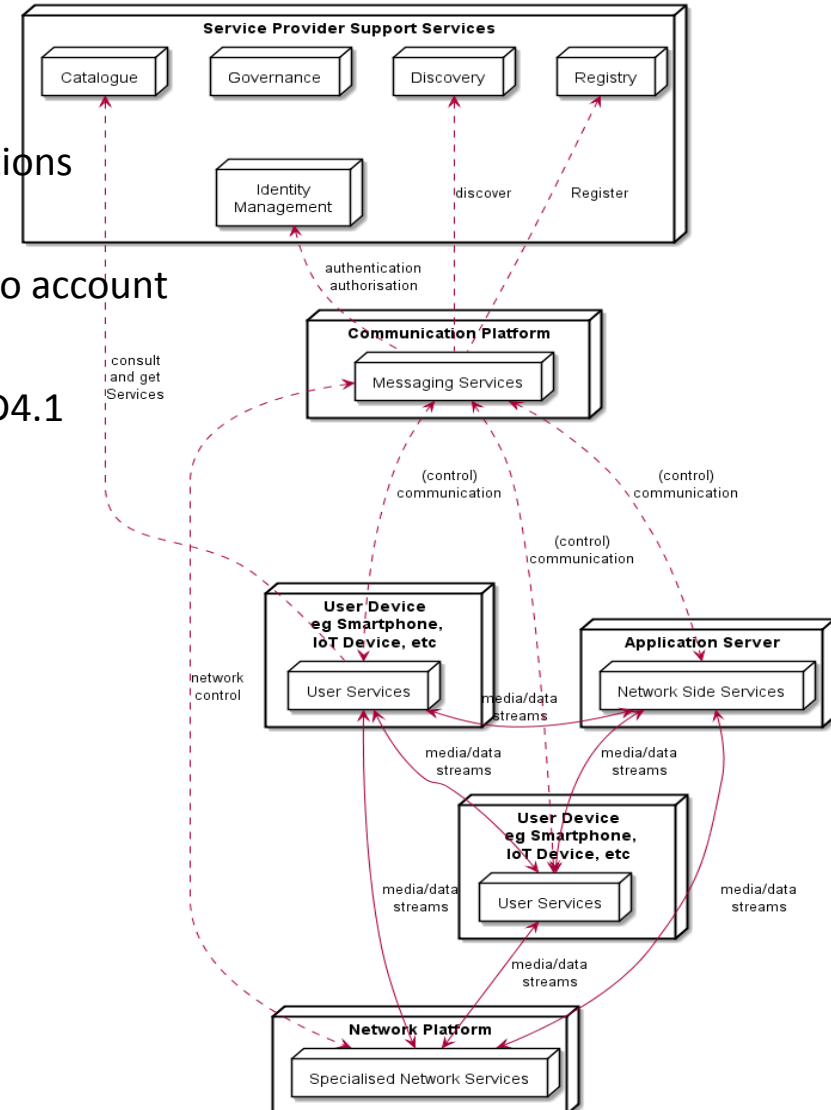 Service Provider Support Services
Catalogue
Governance
Discovery
Registry
ions
Identity
Management
discover
Register
authentication
authorisation
o account
Communication Platform
consult
and get
Services
Messaging Services
04.1
(control)
communication
(control)
communication
(control)
communication
User Device
eg Smartphone,
IoT Device, etc
Application Server
network
control
User Services
Network Side Services
media/data
streams
media/data
streams
media/data
streams
User Device
eg Smartphone,
IoT Device, etc
media/data
streams
User Services
media/data
streams
media/data
streams
Network Platform
Specialised Network Services